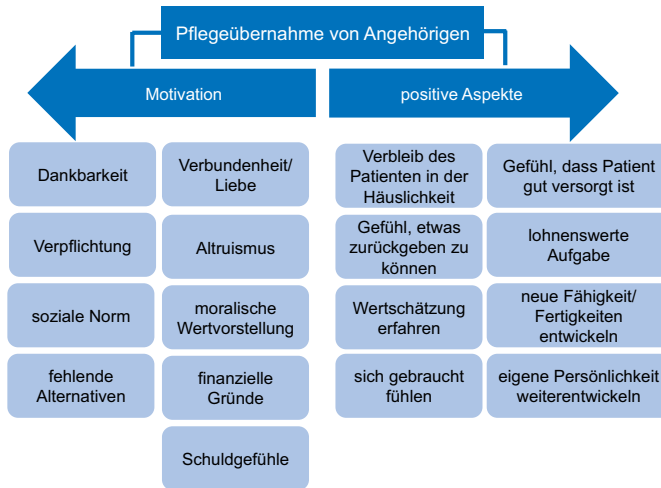 Pflegeübernahme von Angehörigen
Motivation
positive Aspekte
Dankbarkeit
Verbundenheit/
Liebe
Verpflichtung
Altruismus
soziale Norm
moralische
Wertvorstellung
fehlende
Alternativen
finanzielle
Gründe
Schuldgefühle
Verbleib des
Patienten in der
Häuslichkeit
Gefühl, dass Patient
gut versorgt ist
Gefühl, etwas
zurückgeben zu
können
lohnenswerte
Aufgabe
Wertschätzung
erfahren
neue Fähigkeit/
Fertigkeiten
entwickeln
sich gebraucht
fühlen
eigene Persönlichkeit
weiterentwickeln